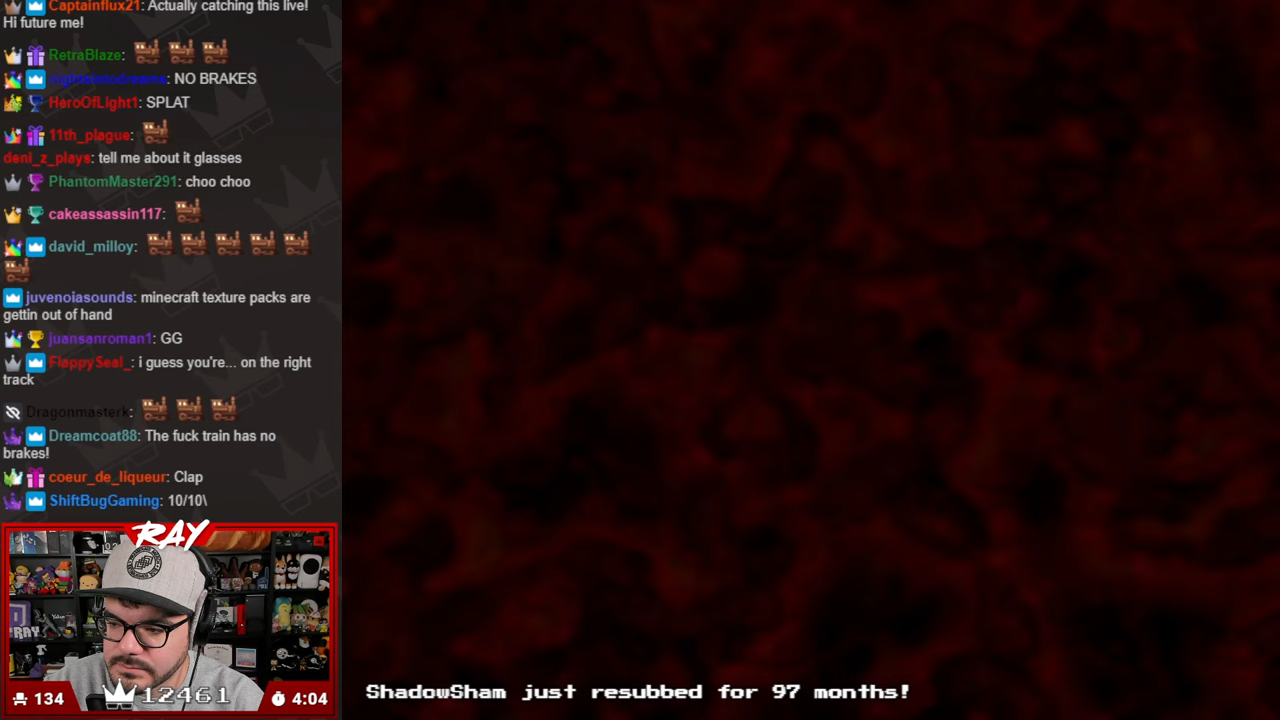 Captainflux21: Actually catching this live!
Hi future me!
RetraBlaze:
nightsintodreams: NO BRAKES
HeroOfLight1: SPLAT
11th_plague:
deni_z_plays: tell me about it glasses
PhantomMaster291: choo choo
cakeassassin117:
david_milloy:
juvenoiasounds: minecraft texture packs are
gettin out of hand
juansanroman1: GG
FlappySeal_: i guess you're... on the right
track
Dragonmasterk:
Dreamcoat88: The fuck train has no
brakes!
coeur_de_liqueur: Clap
ShiftBugGaming: 10/10\
RAY
134
12461
4:04
ShadowSham just resubbed for 97 months!